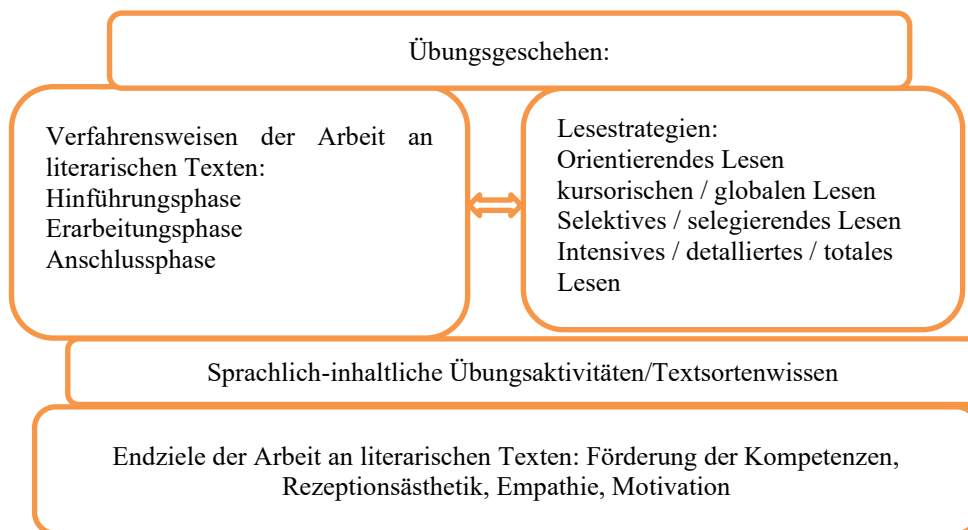 Übungsgeschehen:
Verfahrensweisen der Arbeit an
literarischen Texten:
Hinführungsphase
Erarbeitungsphase
Anschlussphase
Lesestrategien:
Orientierendes Lesen
kursorischen / globalen Lesen
Selektives / selegierendes Lesen
Intensives / detalliertes / totales
Lesen
Sprachlich-inhaltliche Übungsaktivitäten/Textsortenwissen
Endziele der Arbeit an literarischen Texten: Förderung der Kompetenzen,
Rezeptionsästhetik, Empathie, Motivation